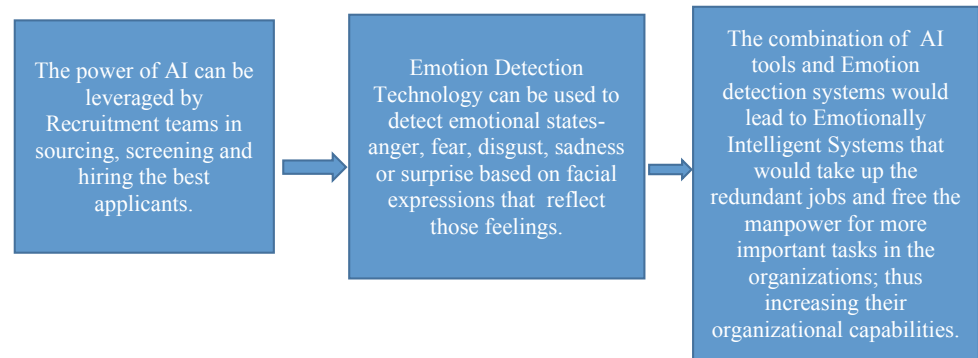 The power of AI can be
leveraged by
Recruitment teams in
sourcing, screening and
hiring the best
applicants.
Emotion Detection
Technology can be used to
detect emotional states-
anger, fear, disgust, sadness
or surprise based on facial
expressions that reflect
those feelings.
The combination of AI
tools and Emotion
detection systems would
lead to Emotionally
Intelligent Systems that
would take up the
redundant jobs and free the
manpower for more
important tasks in the
organizations; thus
increasing their
organizational capabilities.